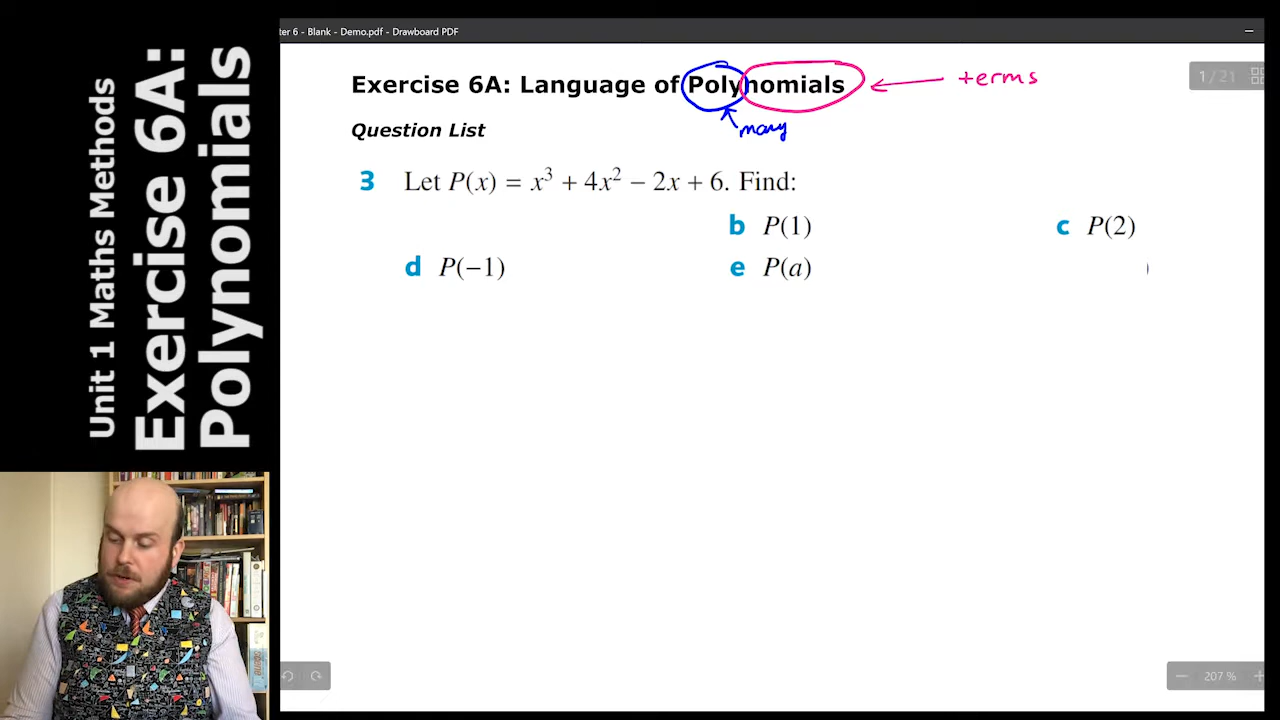 ter 6 - Blank - Demo.pdf - Drawboard PDF
Unit 1 Maths Methods
Exercise 6A:
Polynomials
Exercise 6A: Language of Polynomials
terms
many
Question List
1 / 21
3 Let P(x) = x³ + 4x² − 2x + 6. Find:
b P(1) c P(2)
d P(−1) e P(a)
)
207 %